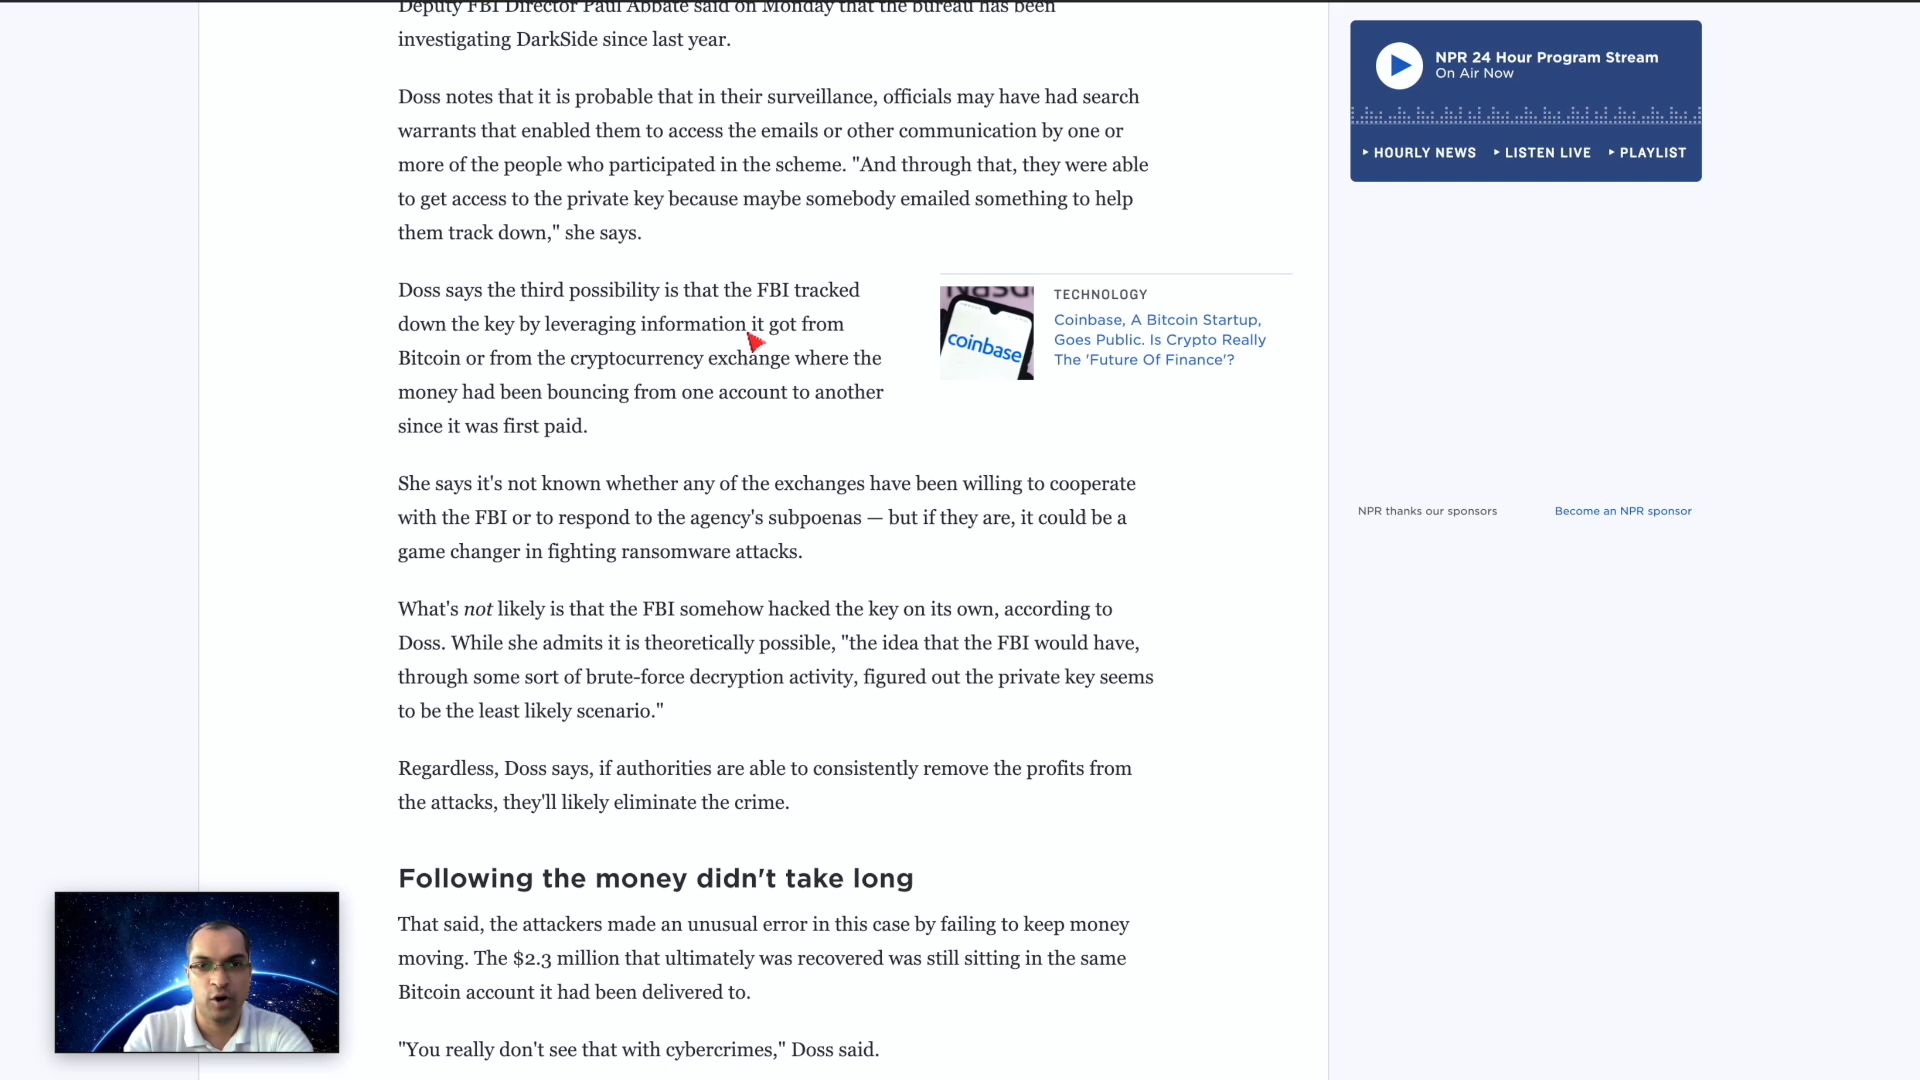 Deputy FBI Director Paul Abbate said on Monday that the bureau has been
investigating DarkSide since last year.
Doss notes that it is probable that in their surveillance, officials may have had search
warrants that enabled them to access the emails or other communication by one or
more of the people who participated in the scheme. "And through that, they were able
to get access to the private key because maybe somebody emailed something to help
them track down," she says.
Doss says the third possibility is that the FBI tracked
down the key by leveraging information it got from
Bitcoin or from the cryptocurrency exchange where the
money had been bouncing from one account to another
since it was first paid.
Nasd
coinbase
TECHNOLOGY
Coinbase, A Bitcoin Startup,
Goes Public. Is Crypto Really
The 'Future Of Finance'?
She says it's not known whether any of the exchanges have been willing to cooperate
with the FBI or to respond to the agency's subpoenas — but if they are, it could be a
game changer in fighting ransomware attacks.
What's not likely is that the FBI somehow hacked the key on its own, according to
Doss. While she admits it is theoretically possible, "the idea that the FBI would have,
through some sort of brute-force decryption activity, figured out the private key seems
to be the least likely scenario."
Regardless, Doss says, if authorities are able to consistently remove the profits from
the attacks, they'll likely eliminate the crime.
Following the money didn't take long
That said, the attackers made an unusual error in this case by failing to keep money
moving. The $2.3 million that ultimately was recovered was still sitting in the same
Bitcoin account it had been delivered to.
"You really don't see that with cybercrimes," Doss said.
NPR 24 Hour Program Stream
On Air Now
HOURLY NEWS LISTEN LIVE PLAYLIST
NPR thanks our sponsors Become an NPR sponsor